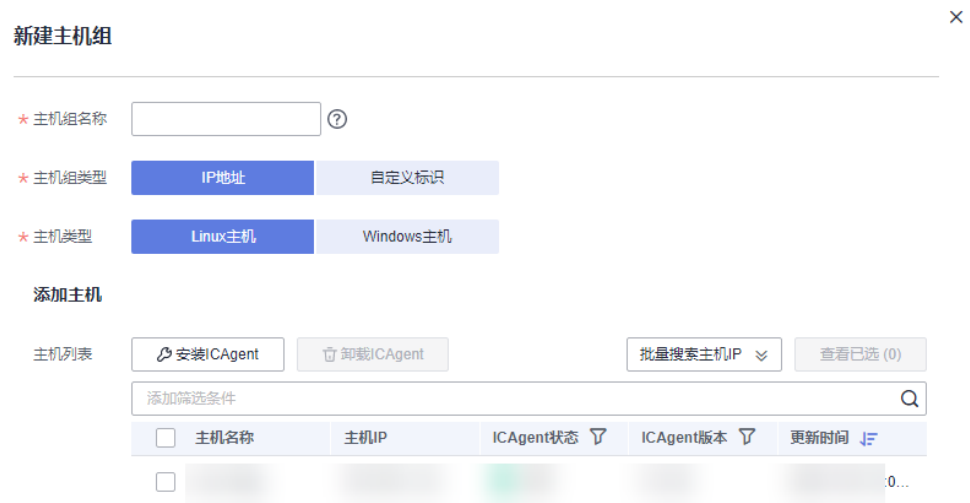 新建主机组
* 主机组名称
* 主机组类型 IP地址 自定义标识
* 主机类型 Linux主机 Windows主机
添加主机
主机列表 安装ICAgent 卸载ICAgent 批量搜索主机IP 查看已选 (0)
添加筛选条件
主机名称 主机IP ICAgent状态 ICAgent版本 更新时间
:0...